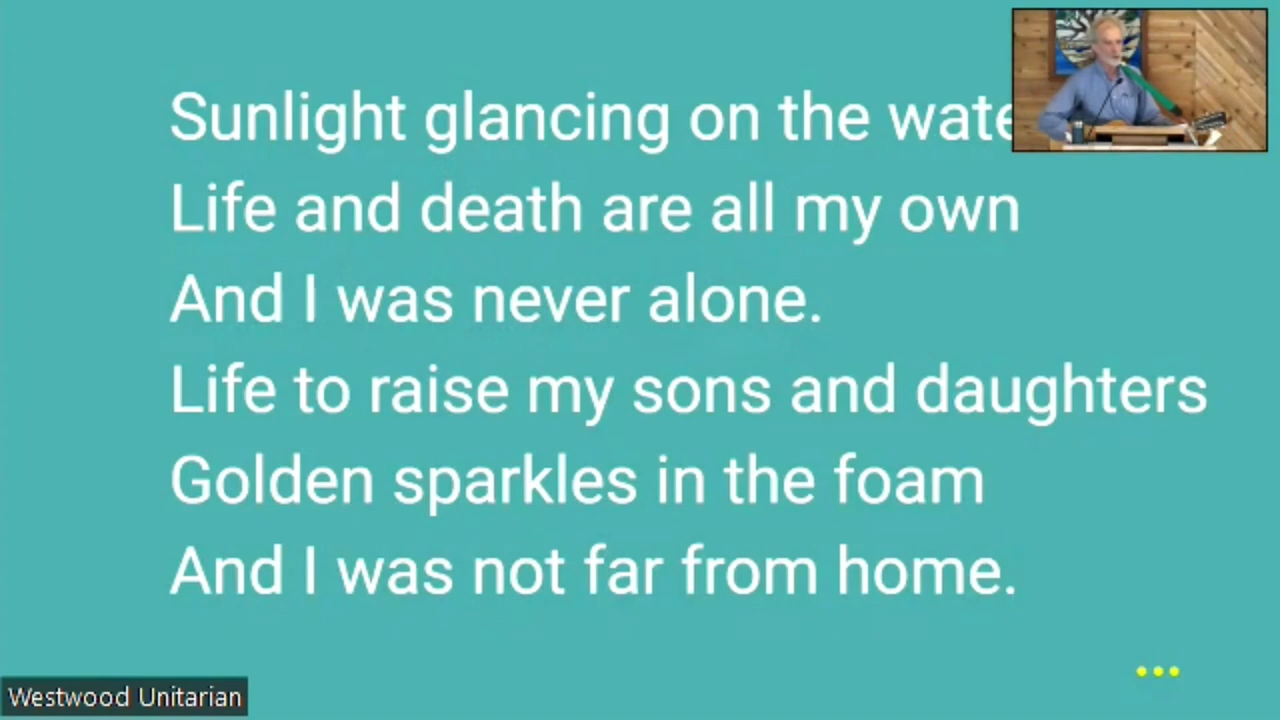 Sunlight glancing on the wate
Life and death are all my own
And I was never alone.
Life to raise my sons and daughters
Golden sparkles in the foam
And I was not far from home.
...
Westwood Unitarian